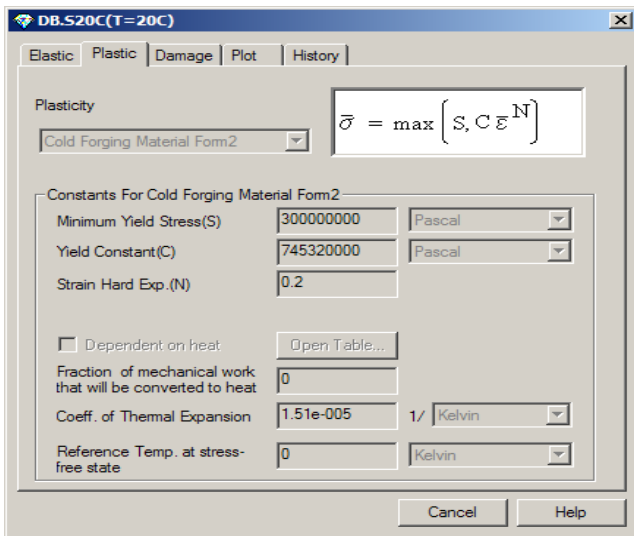 DB.S20C(T=20C)
Elastic Plastic Damage Plot History
Plasticity
Cold Forging Material Form2
σ̅ = max(S, C ε̅^N)
Constants For Cold Forging Material Form2
Minimum Yield Stress(S) 300000000 Pascal
Yield Constant(C) 745320000 Pascal
Strain Hard Exp.(N) 0.2
Dependent on heat Open Table...
Fraction of mechanical work
that will be converted to heat 0
Coeff. of Thermal Expansion 1.51e-005 1/ Kelvin
Reference Temp. at stress-
free state 0 Kelvin
Cancel Help